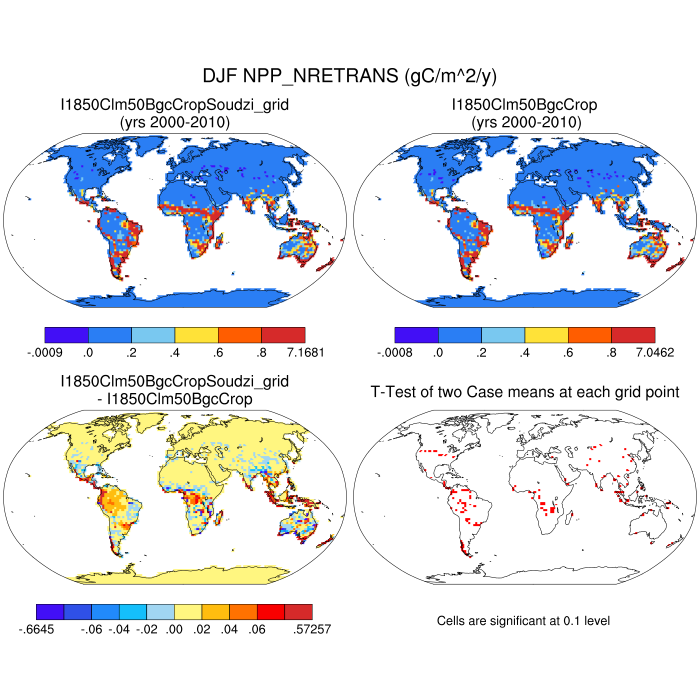 DJF NPP_NRETRANS (gC/m^2/y)
I1850Clm50BgcCropSoudzi_grid
(yrs 2000-2010)
I1850Clm50BgcCrop
(yrs 2000-2010)
-.0009 .0 .2 .4 .6 .8 7.1681
-.0008 .0 .2 .4 .6 .8 7.0462
I1850Clm50BgcCropSoudzi_grid
- I1850Clm50BgcCrop
T-Test of two Case means at each grid point
-.6645 -.06 -.04 -.02 .00 .02 .04 .06 .57257
Cells are significant at 0.1 level